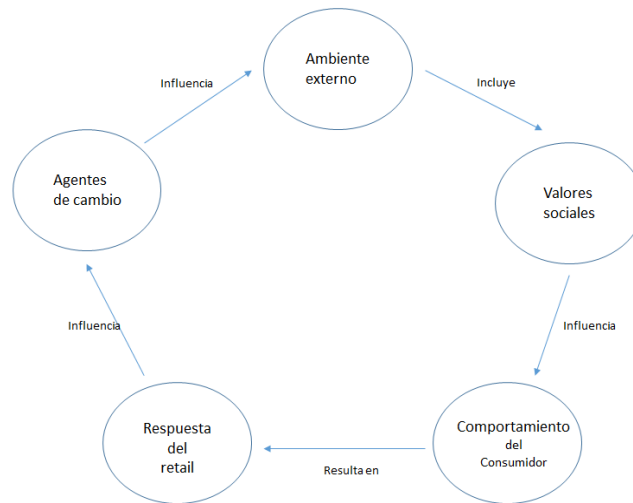 Ambiente
externo
Incluye
Valores
sociales
Influencia
Comportamiento
del
Consumidor
Resulta en
Respuesta
del
retail
Influencia
Agentes
de cambio
Influencia